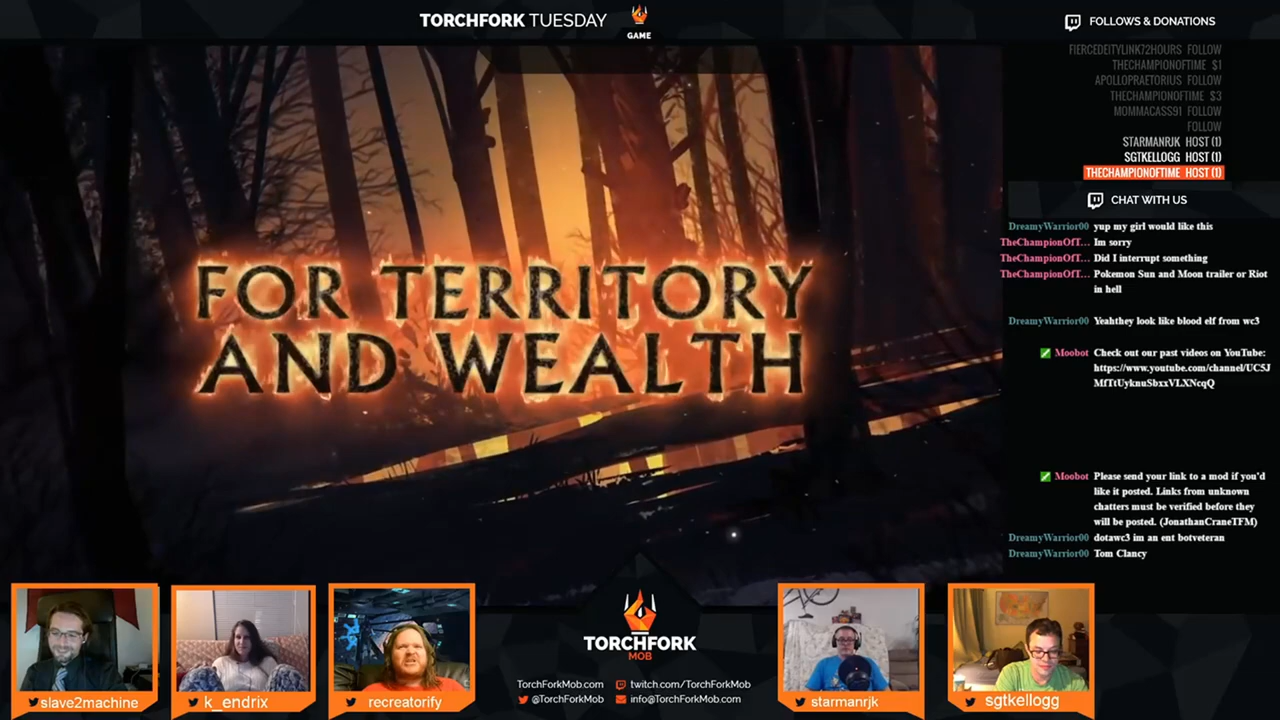 TORCHFORK TUESDAY
GAME
FOLLOWS & DONATIONS
FIERCEDEITYLINK72HOURS FOLLOW
THECHAMPIONOFTIME $1
APOLLOPRAETORIUS FOLLOW
THECHAMPIONOFTIME $3
MOMMACASS91 FOLLOW
FOLLOW
STARMANRJK HOST (1)
SGTKELLOGG HOST (1)
THECHAMPIONOFTIME HOST (1)
CHAT WITH US
DreamyWarrior00 yup my girl would like this
TheChampionOfT... Im sorry
TheChampionOfT... Did I interrupt something
TheChampionOfT... Pokemon Sun and Moon trailer or Riot
in hell
DreamyWarrior00 Yeahthey look like blood elf from wc3
Moobot Check out our past videos on YouTube:
https://www.youtube.com/channel/UC5J
MfTtUyknuSbxxVLXNcqQ
Moobot Please send your link to a mod if you'd
like it posted. Links from unknown
chatters must be verified before they
will be posted. (JonathanCraneTFM)
DreamyWarrior00 dotawc3 im an ent botveteran
DreamyWarrior00 Tom Clancy
FOR TERRITORY
AND WEALTH
slave2machine
k_endrix
recreatorify
TORCHFORK
MOB
TorchForkMob.com twitch.com/TorchForkMob
@TorchForkMob info@TorchForkMob.com
starmanrjk
sgtkellogg